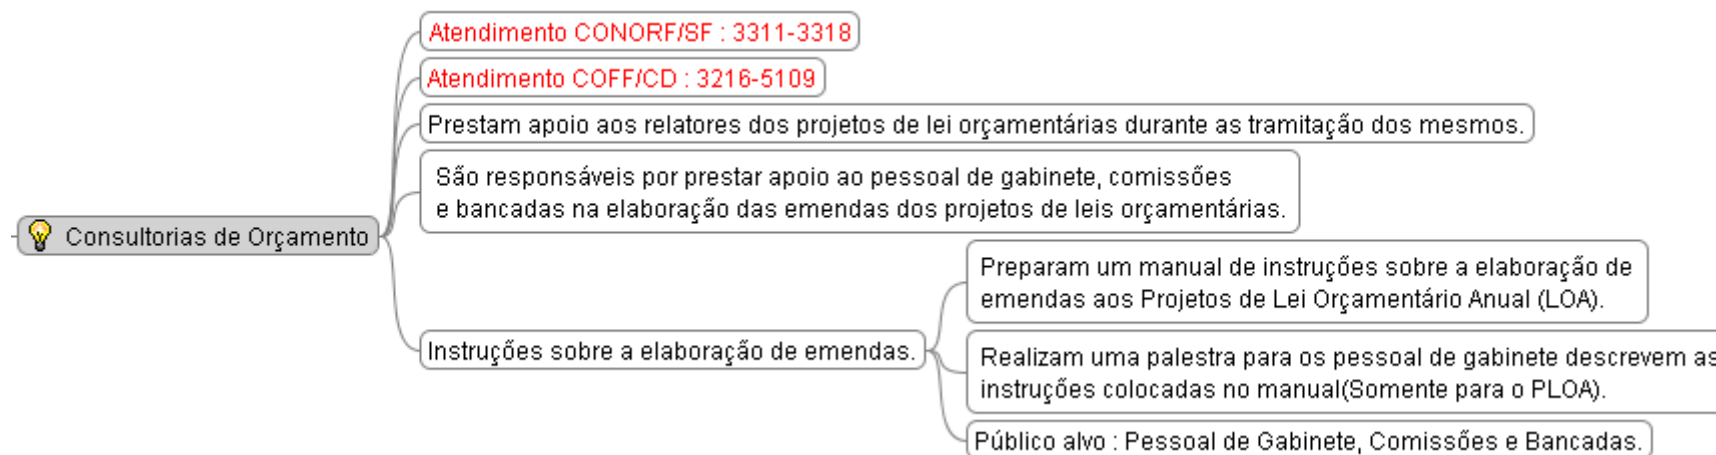 Atendimento CONORF/SF : 3311-3318
Atendimento COFF/CD : 3216-5109
Prestam apoio aos relatores dos projetos de lei orçamentárias durante as tramitação dos mesmos.
São responsáveis por prestar apoio ao pessoal de gabinete, comissões
e bancadas na elaboração das emendas dos projetos de leis orçamentárias.
Consultorias de Orçamento
Instruções sobre a elaboração de emendas.
Preparam um manual de instruções sobre a elaboração de
emendas aos Projetos de Lei Orçamentário Anual (LOA).
Realizam uma palestra para os pessoal de gabinete descrevem as
instruções colocadas no manual(Somente para o PLOA).
Público alvo : Pessoal de Gabinete, Comissões e Bancadas.